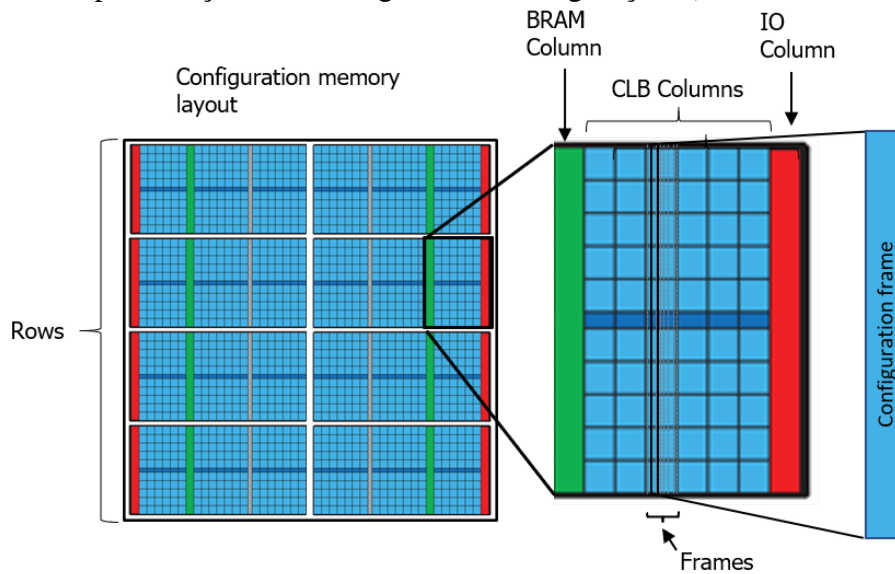 BRAM
Column
IO
Column
Configuration memory
layout
CLB Columns
Rows
Configuration frame
Frames